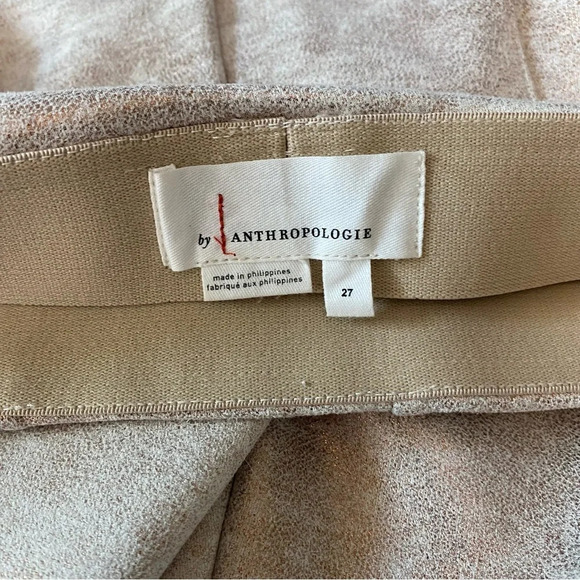 by ANTHROPOLOGIE
made in philippines
fabriqué aux philippines
27